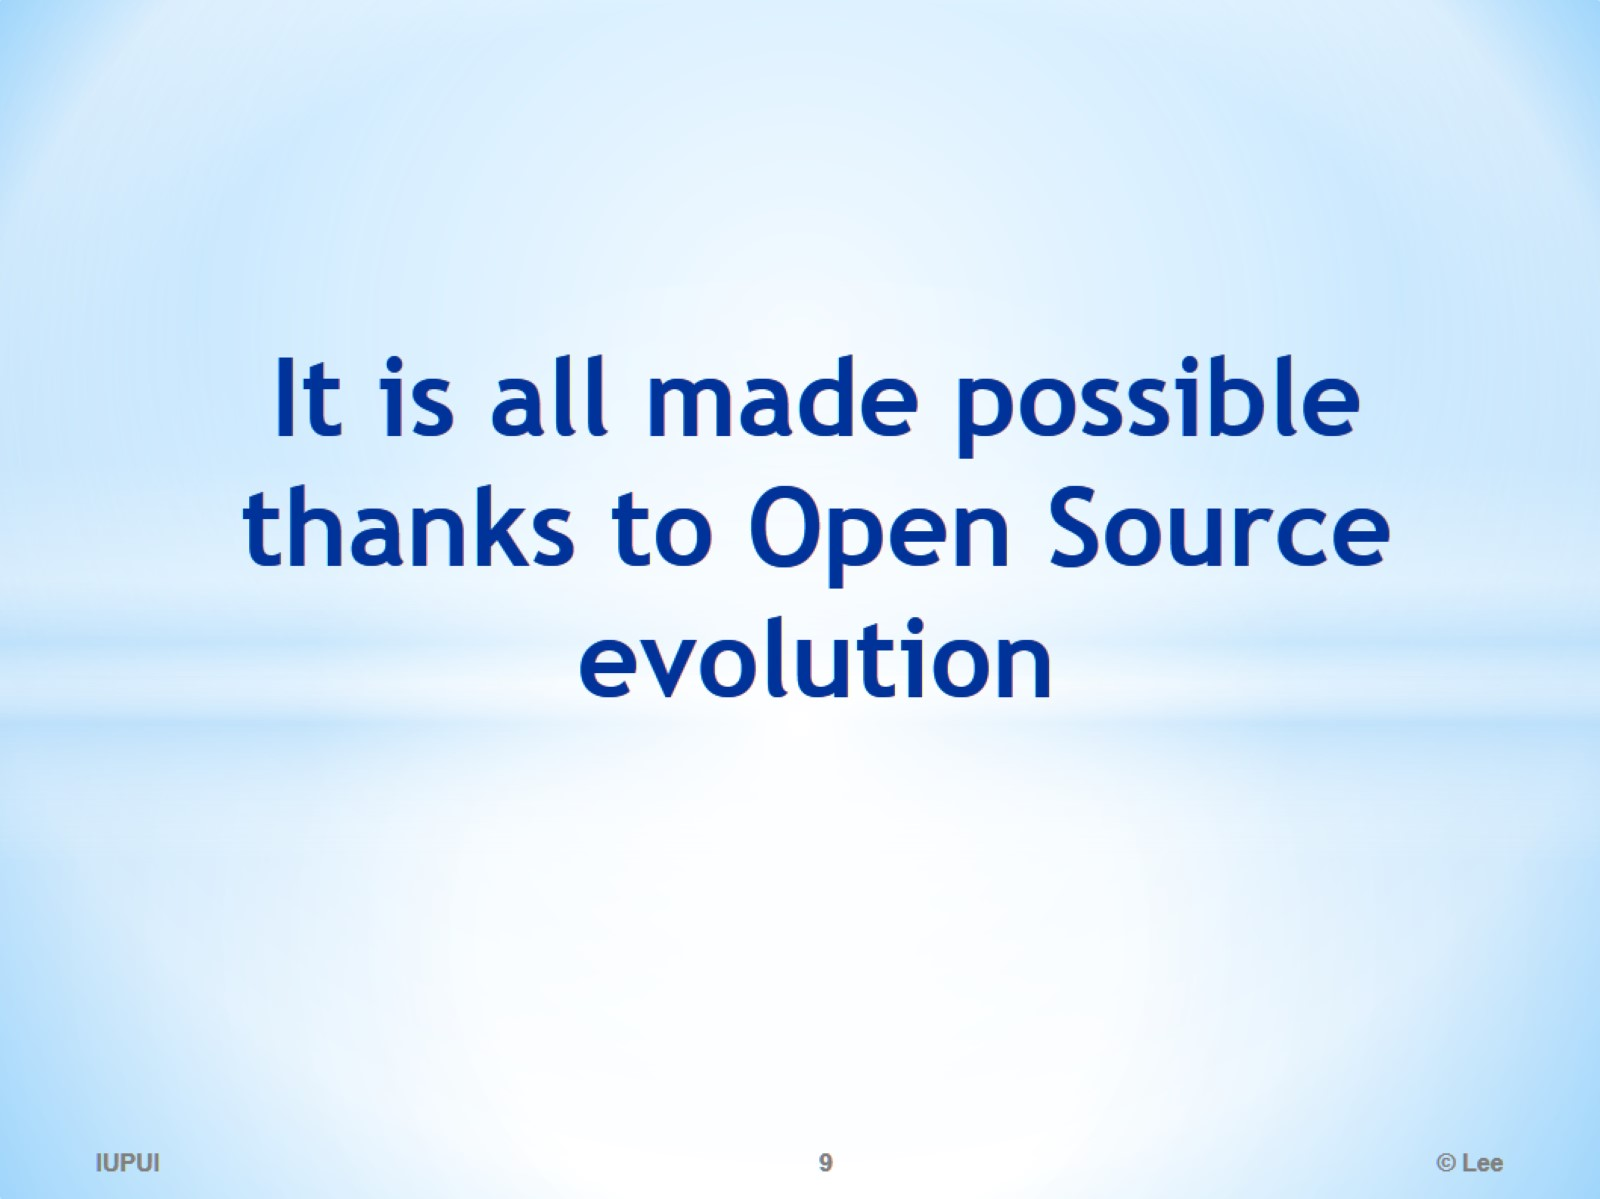 It is all made possible
thanks to Open Source
evolution
IUPUI
9
© Lee